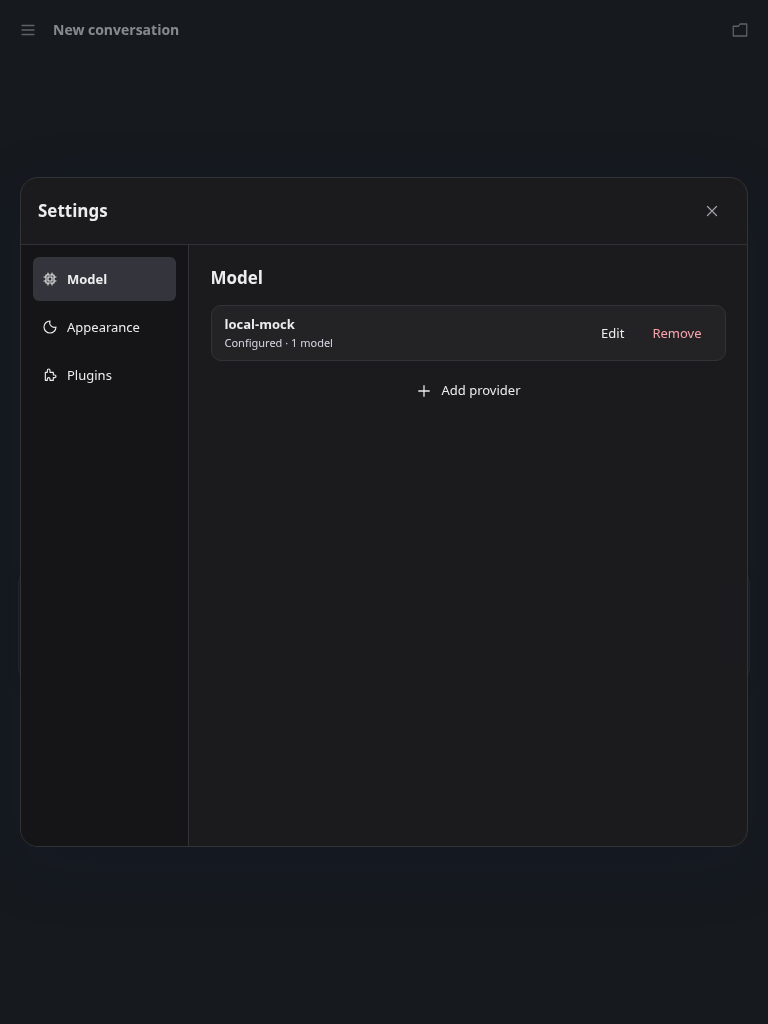 New conversation
Settings
Model
Appearance
Plugins
Model
local-mock
Configured · 1 model
Edit
Remove
Add provider